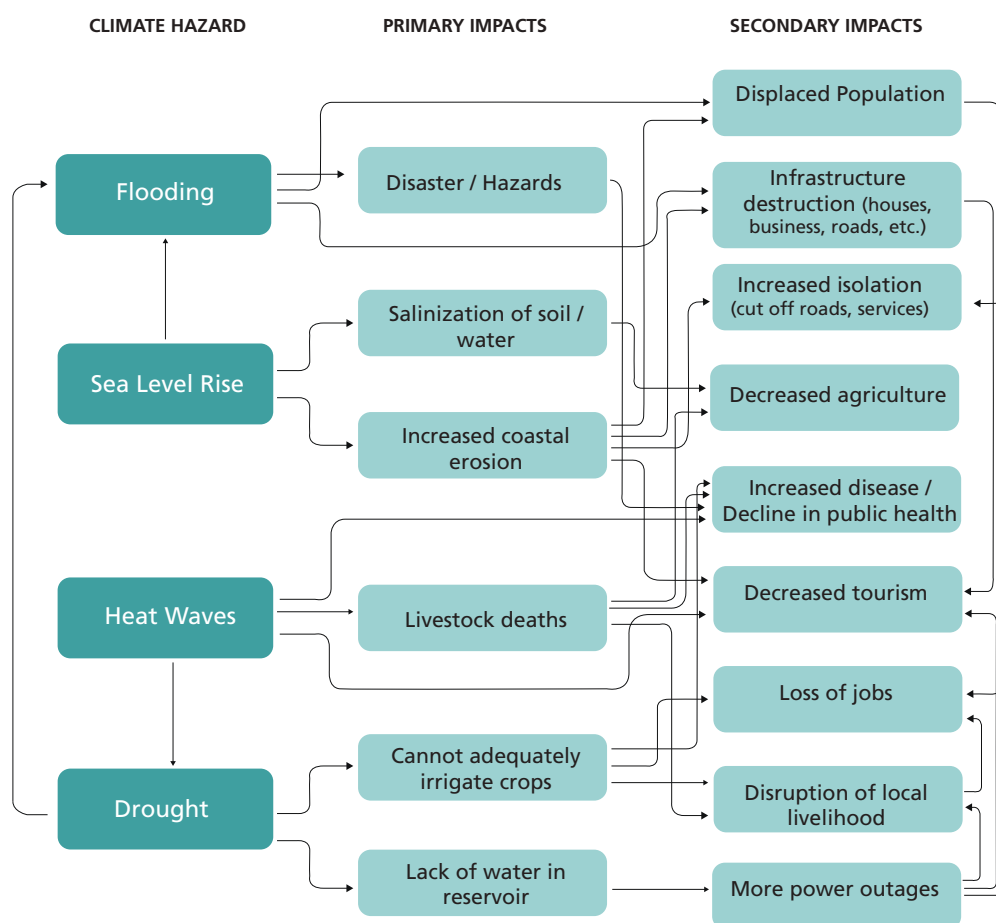 CLIMATE HAZARD
PRIMARY IMPACTS
SECONDARY IMPACTS
Flooding
Sea Level Rise
Heat Waves
Drought
Disaster / Hazards
Salinization of soil /
water
Increased coastal
erosion
Livestock deaths
Cannot adequately
irrigate crops
Lack of water in
reservoir
Displaced Population
Infrastructure
destruction (houses,
business, roads, etc.)
Increased isolation
(cut off roads, services)
Decreased agriculture
Increased disease /
Decline in public health
Decreased tourism
Loss of jobs
Disruption of local
livelihood
More power outages